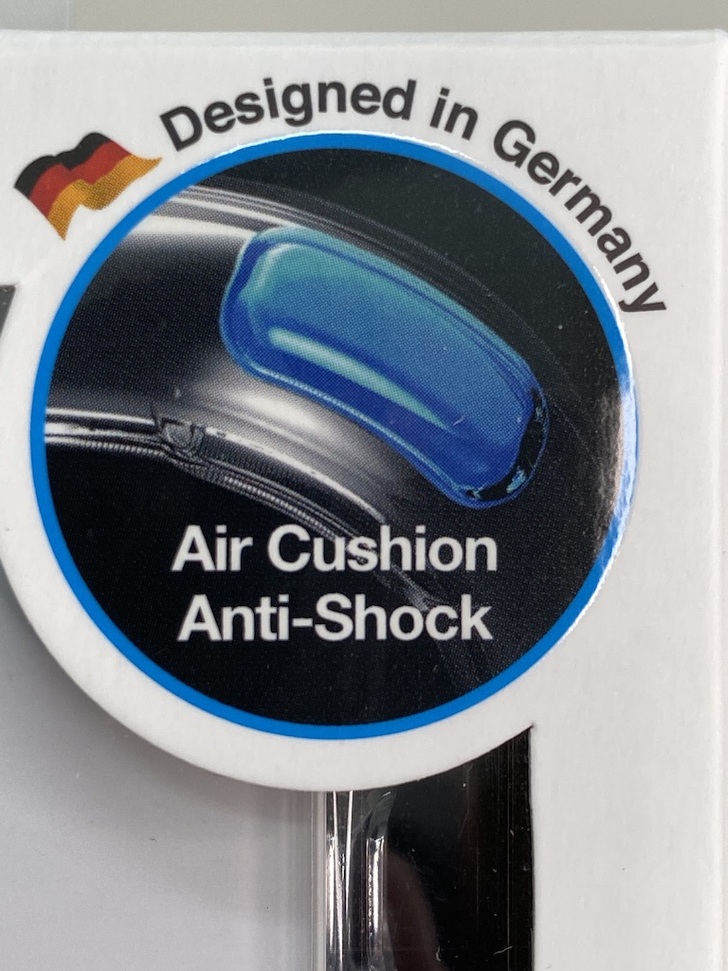 Designed in Germany
Air Cushion
Anti-Shock